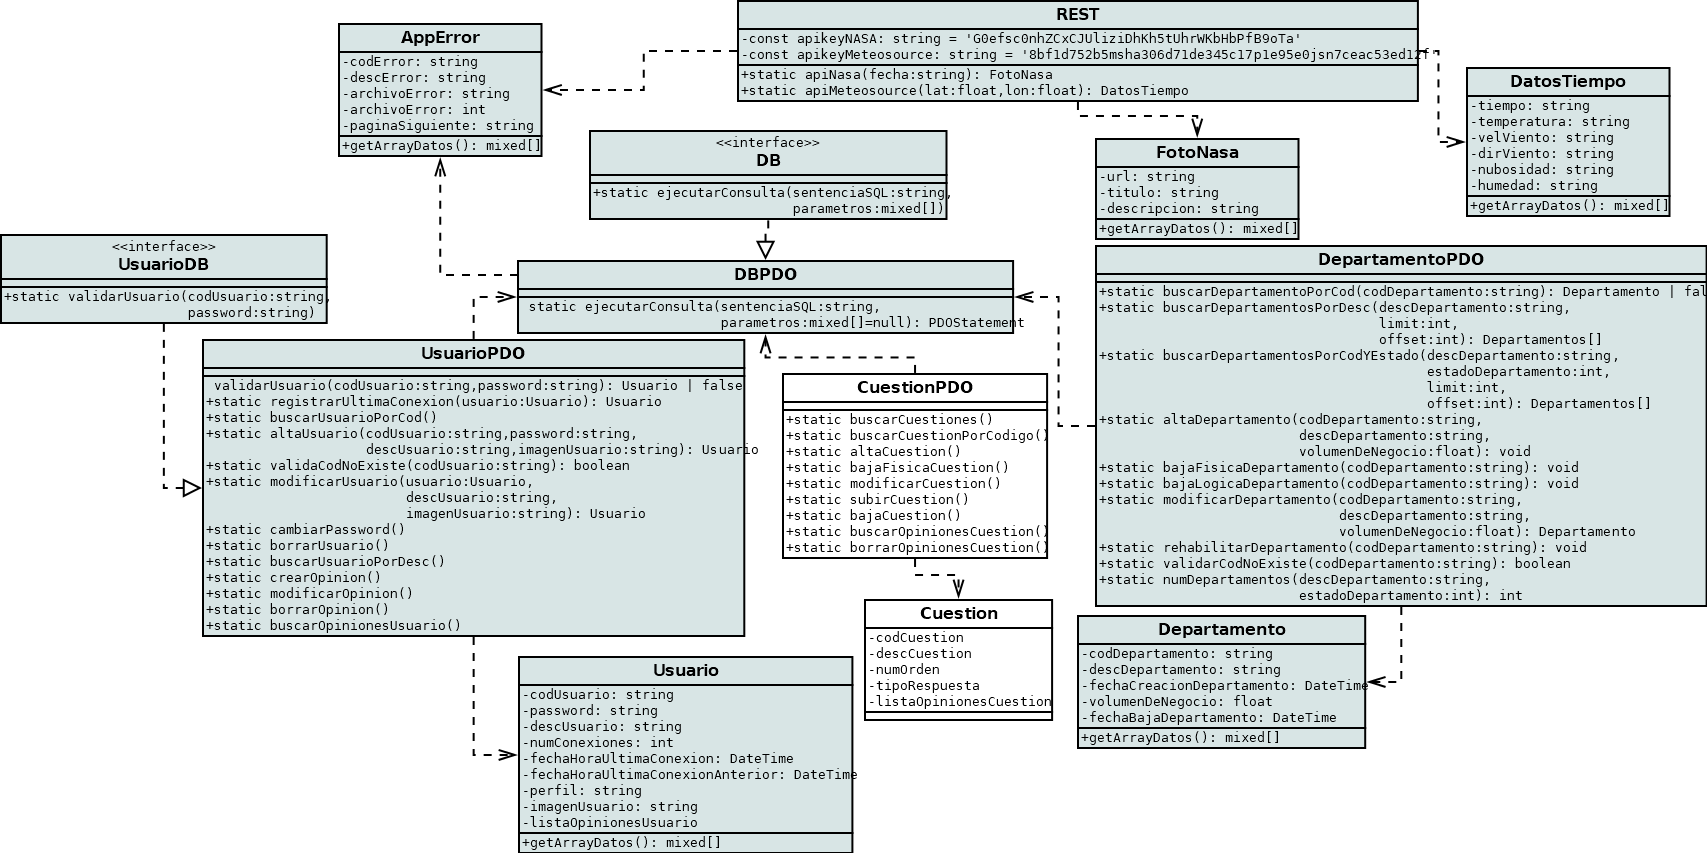 REST
-const apikeyNASA: string = 'G0efsc0nhZCxCJUliziDhKh5tUhrWKbHbPfB9oTa'
-const apikeyMeteosource: string = '8bf1d752b5msha306d71de345c17p1e95e0jsn7ceac53ed12f
+static apiNasa(fecha:string): FotoNasa
+static apiMeteosource(lat:float,lon:float): DatosTiempo
AppError
-codError: string
-descError: string
-archivoError: string
-archivoError: int
-paginaSiguiente: string
+getArrayDatos(): mixed[]
DatosTiempo
-tiempo: string
-temperatura: string
-velViento: string
-dirViento: string
-nubosidad: string
-humedad: string
+getArrayDatos(): mixed[]
<<interface>>
DB
+static ejecutarConsulta(sentenciaSQL:string,
parametros:mixed[])
FotoNasa
-url: string
-titulo: string
-descripcion: string
+getArrayDatos(): mixed[]
<<interface>>
UsuarioDB
+static validarUsuario(codUsuario:string,
password:string)
DBPDO
static ejecutarConsulta(sentenciaSQL:string,
parametros:mixed[]=null): PDOStatement
DepartamentoPDO
+static buscarDepartamentoPorCod(codDepartamento:string): Departamento | fal
+static buscarDepartamentosPorDesc(descDepartamento:string,
limit:int,
offset:int): Departamentos[]
+static buscarDepartamentosPorCodYEstado(descDepartamento:string,
estadoDepartamento:int,
limit:int,
offset:int): Departamentos[]
+static altaDepartamento(codDepartamento:string,
descDepartamento:string,
volumenDeNegocio:float): void
+static bajaFisicaDepartamento(codDepartamento:string): void
+static bajaLogicaDepartamento(codDepartamento:string): void
+static modificarDepartamento(codDepartamento:string,
descDepartamento:string,
volumenDeNegocio:float): Departamento
+static rehabilitarDepartamento(codDepartamento:string): void
+static validarCodNoExiste(codDepartamento:string): boolean
+static numDepartamentos(descDepartamento:string,
estadoDepartamento:int): int
UsuarioPDO
validarUsuario(codUsuario:string,password:string): Usuario | false
+static registrarUltimaConexion(usuario:Usuario): Usuario
+static buscarUsuarioPorCod()
+static altaUsuario(codUsuario:string,password:string,
descUsuario:string,imagenUsuario:string): Usuario
+static validaCodNoExiste(codUsuario:string): boolean
+static modificarUsuario(usuario:Usuario,
descUsuario:string,
imagenUsuario:string): Usuario
+static cambiarPassword()
+static borrarUsuario()
+static buscarUsuarioPorDesc()
+static crearOpinion()
+static modificarOpinion()
+static borrarOpinion()
+static buscarOpinionesUsuario()
CuestionPDO
+static buscarCuestiones()
+static buscarCuestionPorCodigo()
+static altaCuestion()
+static bajaFisicaCuestion()
+static modificarCuestion()
+static subirCuestion()
+static bajaCuestion()
+static buscarOpinionesCuestion()
+static borrarOpinionesCuestion()
Cuestion
-codCuestion
-descCuestion
-numOrden
-tipoRespuesta
-listaOpinionesCuestion
Departamento
-codDepartamento: string
-descDepartamento: string
-fechaCreacionDepartamento: DateTime
-volumenDeNegocio: float
-fechaBajaDepartamento: DateTime
+getArrayDatos(): mixed[]
Usuario
-codUsuario: string
-password: string
-descUsuario: string
-numConexiones: int
-fechaHoraUltimaConexion: DateTime
-fechaHoraUltimaConexionAnterior: DateTime
-perfil: string
-imagenUsuario: string
-listaOpinionesUsuario
+getArrayDatos(): mixed[]